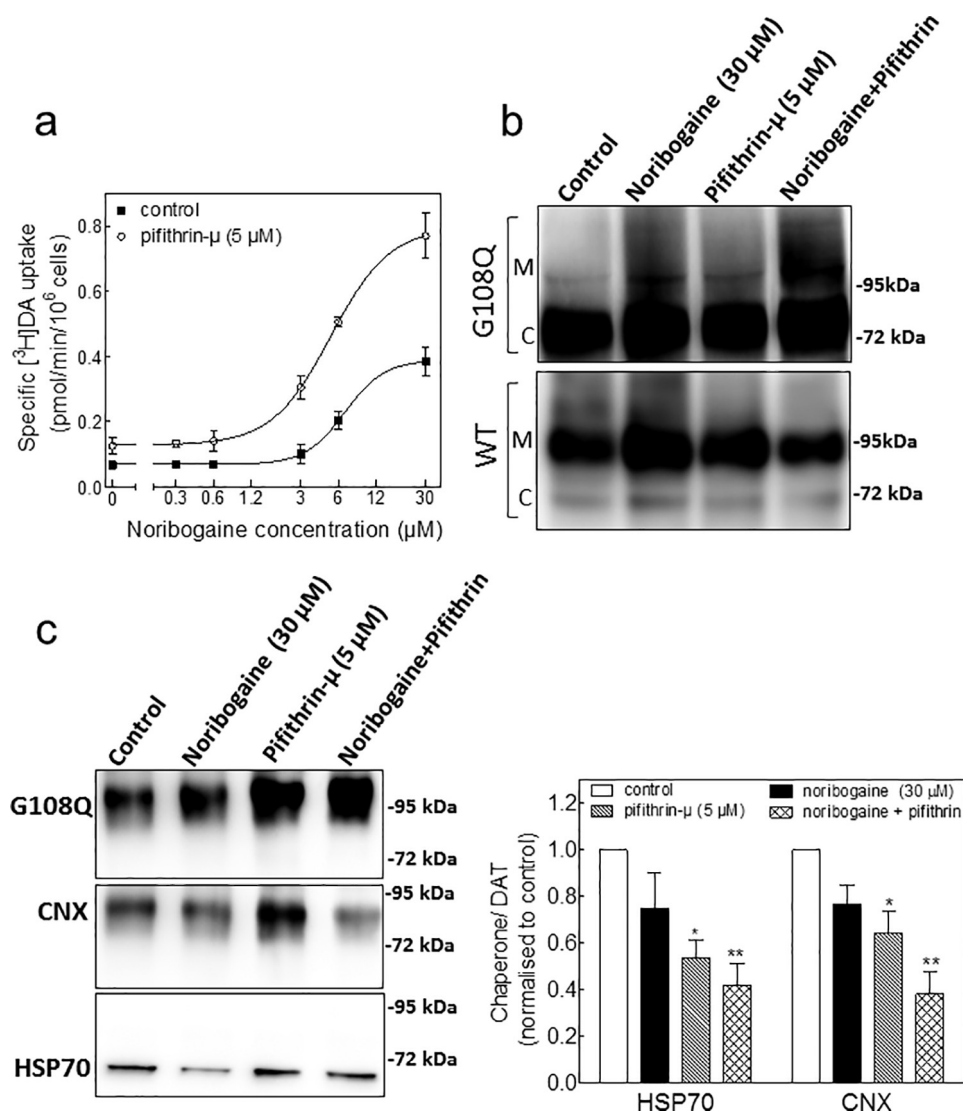 a
control
pifithrin-μ (5 μM)
Specific [³H]DA uptake
(pmol/min/10⁶ cells)
0.8
0.6
0.4
0.2
0.0
0 0.3 0.6 1.2 3 6 12 30
Noribogaine concentration (μM)
b
Control
Noribogaine (30 μM)
Pifithrin-μ (5 μM)
Noribogaine+Pifithrin
G108Q
M
C
-95kDa
-72 kDa
WT
M
C
-95kDa
-72 kDa
c
Control
Noribogaine (30 μM)
Pifithrin-μ (5 μM)
Noribogaine+Pifithrin
G108Q
-95 kDa
-72 kDa
CNX
-95 kDa
-72 kDa
HSP70
-95 kDa
-72 kDa
control
noribogaine (30 μM)
pifithrin-μ (5 μM)
noribogaine + pifithrin
Chaperone/ DAT
(normalised to control)
1.2
1.0
0.8
0.6
0.4
0.2
0.0
*
**
*
**
HSP70 CNX